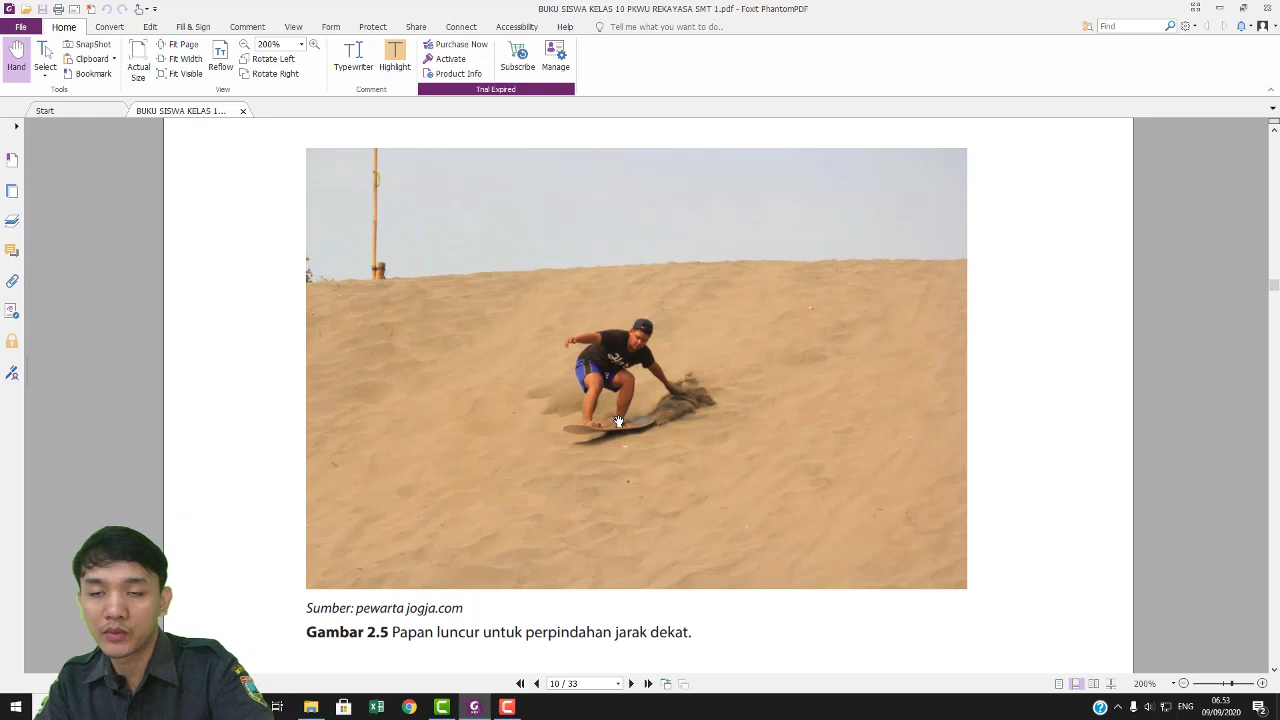 BUKU SISWA KELAS 10 PKWU REKAYASA SMT 1.pdf - Foxit PhantomPDF
File Home Convert Edit Fill & Sign View Form Protect Share Connect Accessibility Help Tell me what you want to do.. Find
Hand
Select
SnapShot
Clipboard
Bookmark
Tools
Actual Size
Fit Page
Fit Width
Fit Visible
Reflow
200%
Rotate Left
Rotate Right
View
Typewriter
Highlight
Comment
Purchase Now
Activate
Product Info
Subscribe
Manage
Trial Expired
Start
BUKU SISWA KELAS 1...
Sumber: pewarta jogja.com
Gambar 2.5 Papan luncur untuk perpindahan jarak dekat.
10 / 33
200%
ENG
06.53
09/09/2020